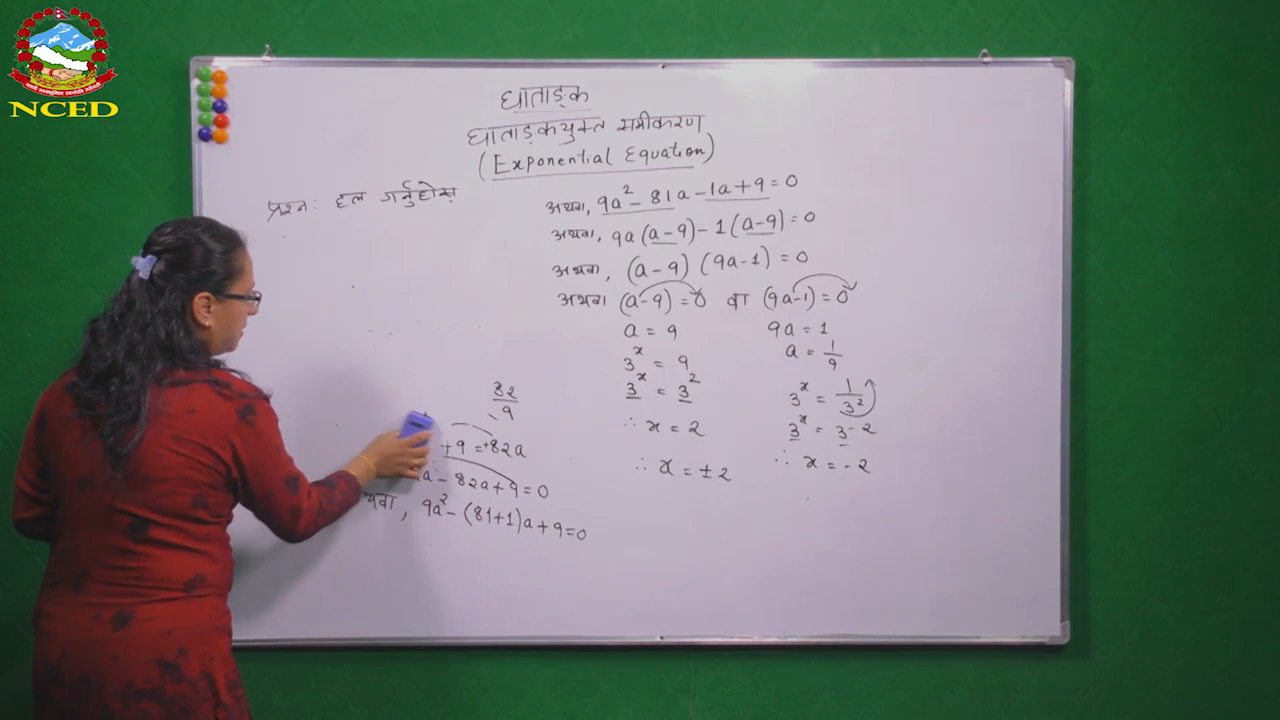 NCED
घाताङ्क
घाताङ्कयुक्त समीकरण
(Exponential Equation)
प्रश्न: हल गर्नुहोस्
82/9
+9 = +82a
a - 82a + 9 = 0
थवा, 9a² - (81+1)a + 9 = 0
अथवा, 9a² - 81a - 1a + 9 = 0
अथवा, 9a(a-9) - 1(a-9) = 0
अथवा, (a-9) (9a-1) = 0
अथवा (a-9) = 0 वा (9a-1) = 0
a = 9
3ˣ = 9
3ˣ = 3²
∴ x = 2
∴ x = ±2
9a = 1
a = 1/9
3ˣ = 1/3²
3ˣ = 3⁻²
∴ x = -2